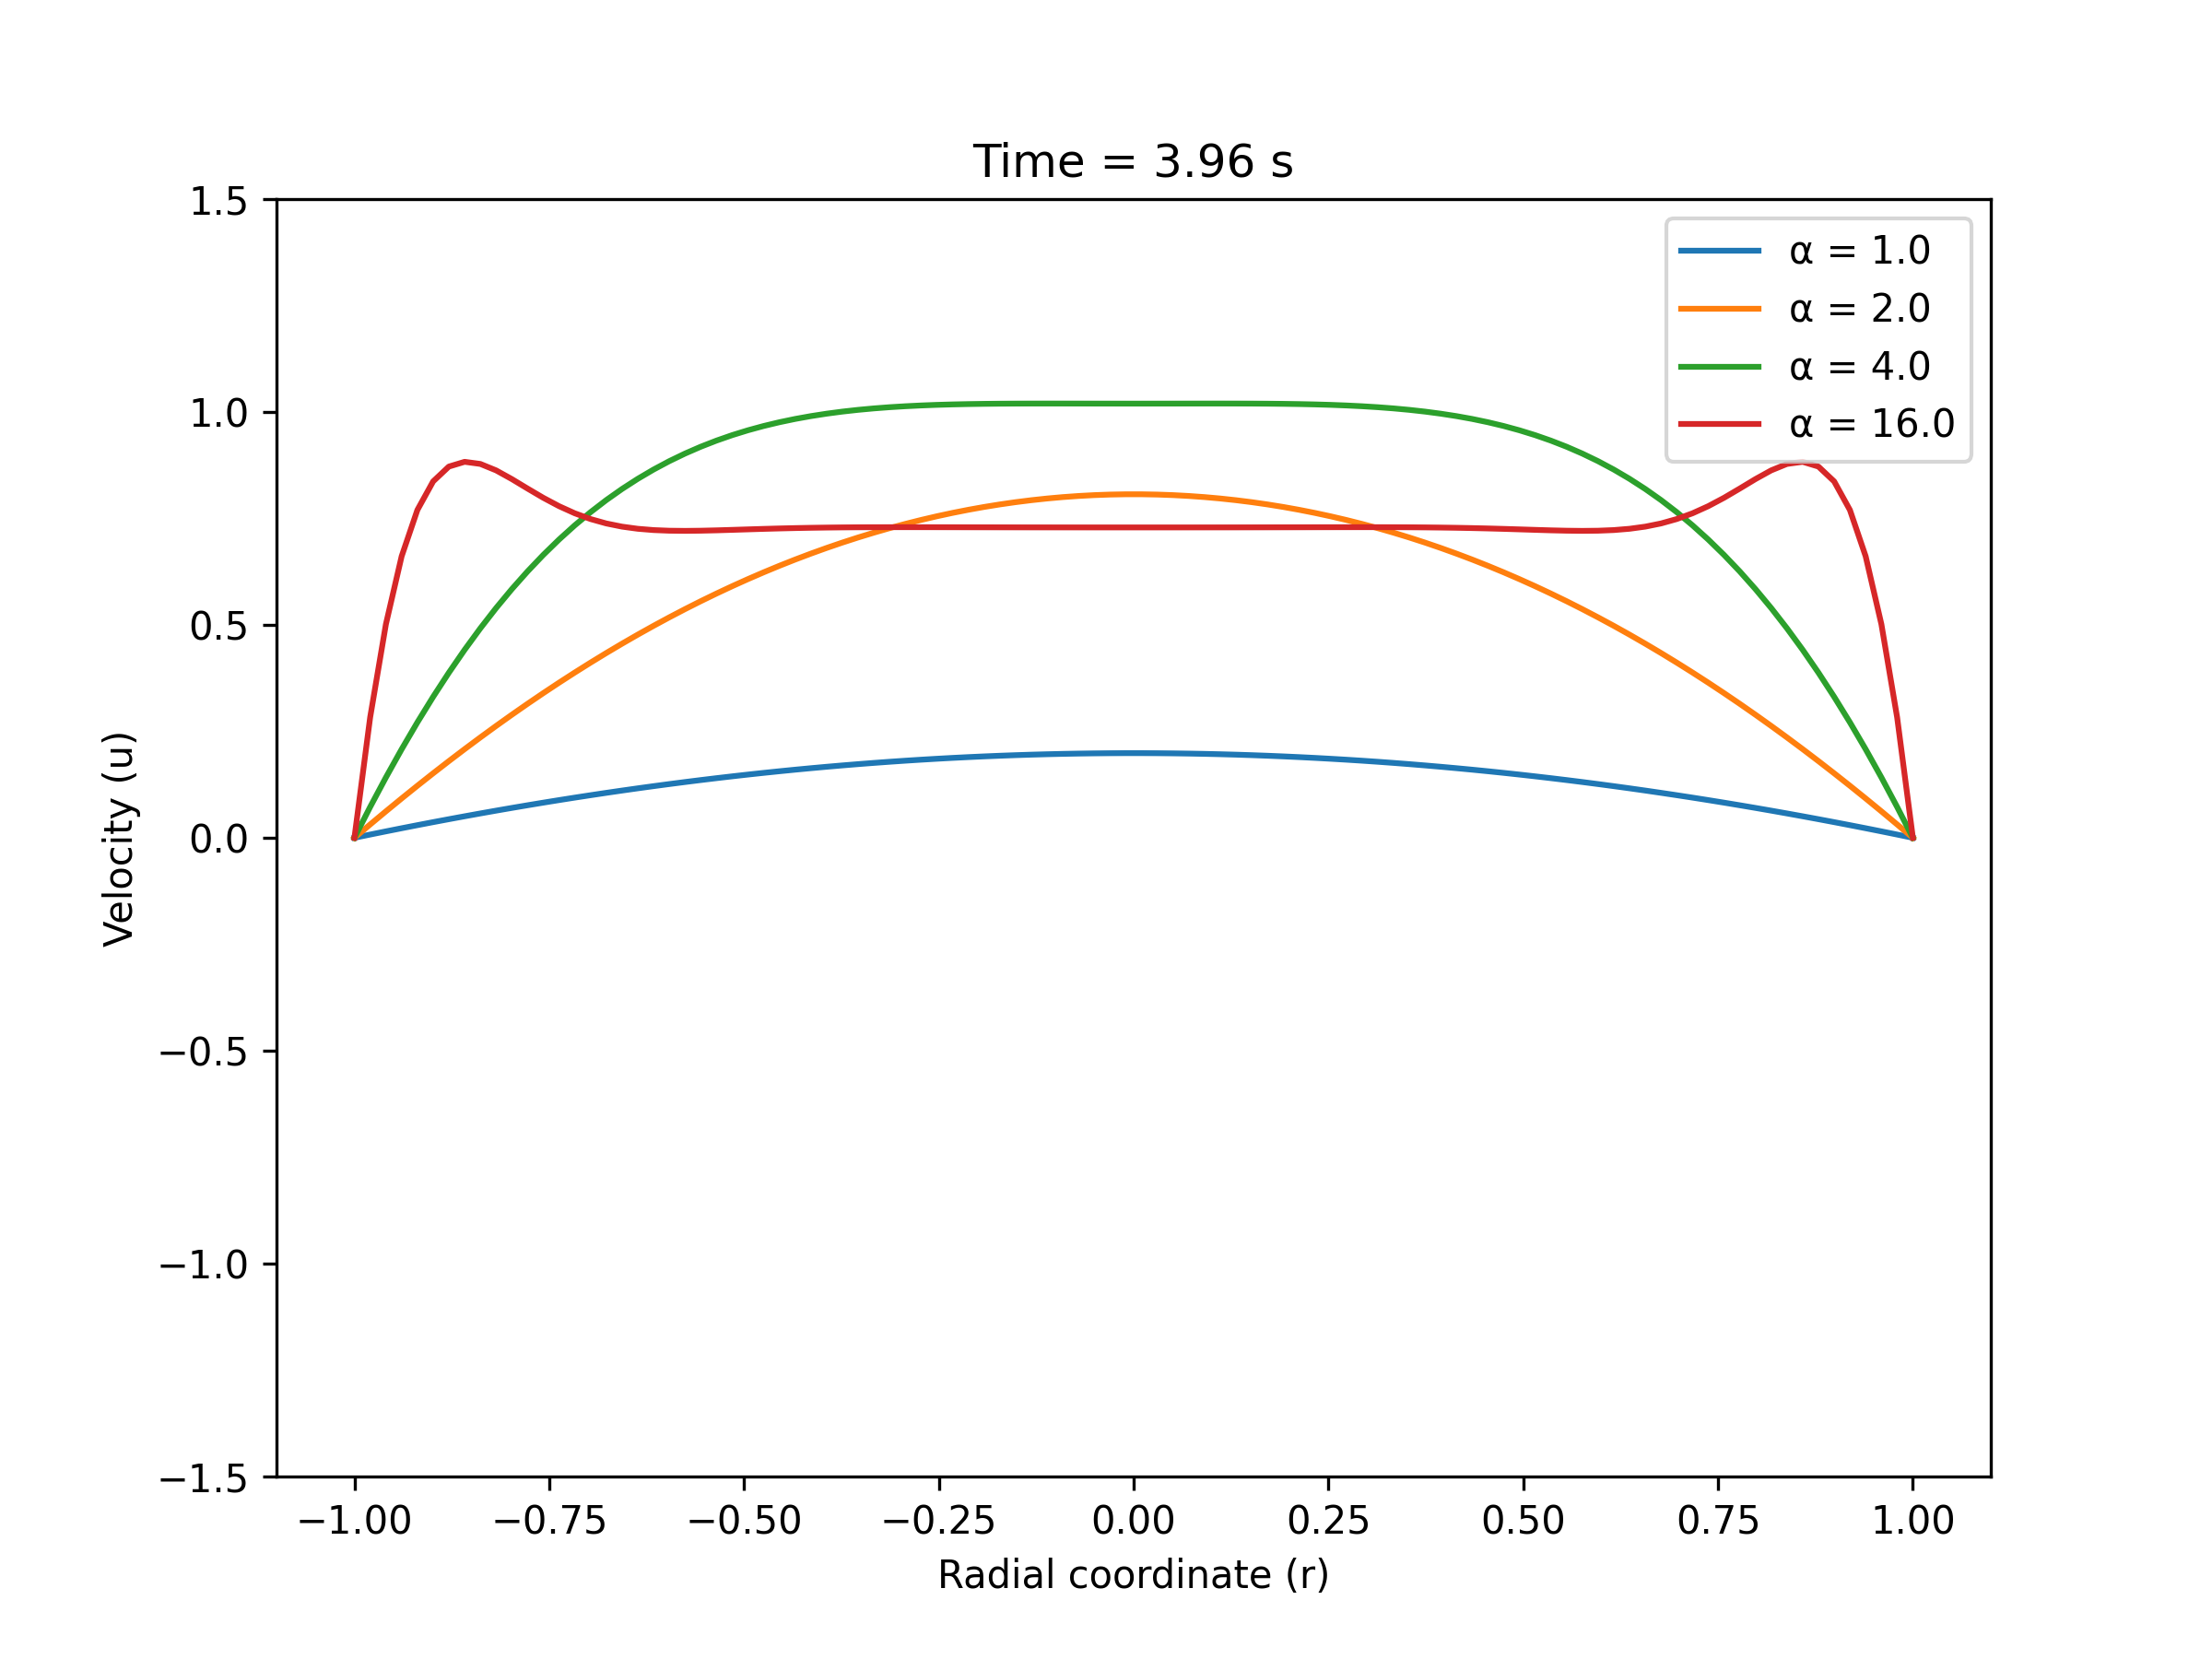 Time = 3.96 s
1.5
1.0
0.5
0.0
−0.5
−1.0
−1.5
Velocity (u)
α = 1.0
α = 2.0
α = 4.0
α = 16.0
−1.00 −0.75 −0.50 −0.25 0.00 0.25 0.50 0.75 1.00
Radial coordinate (r)